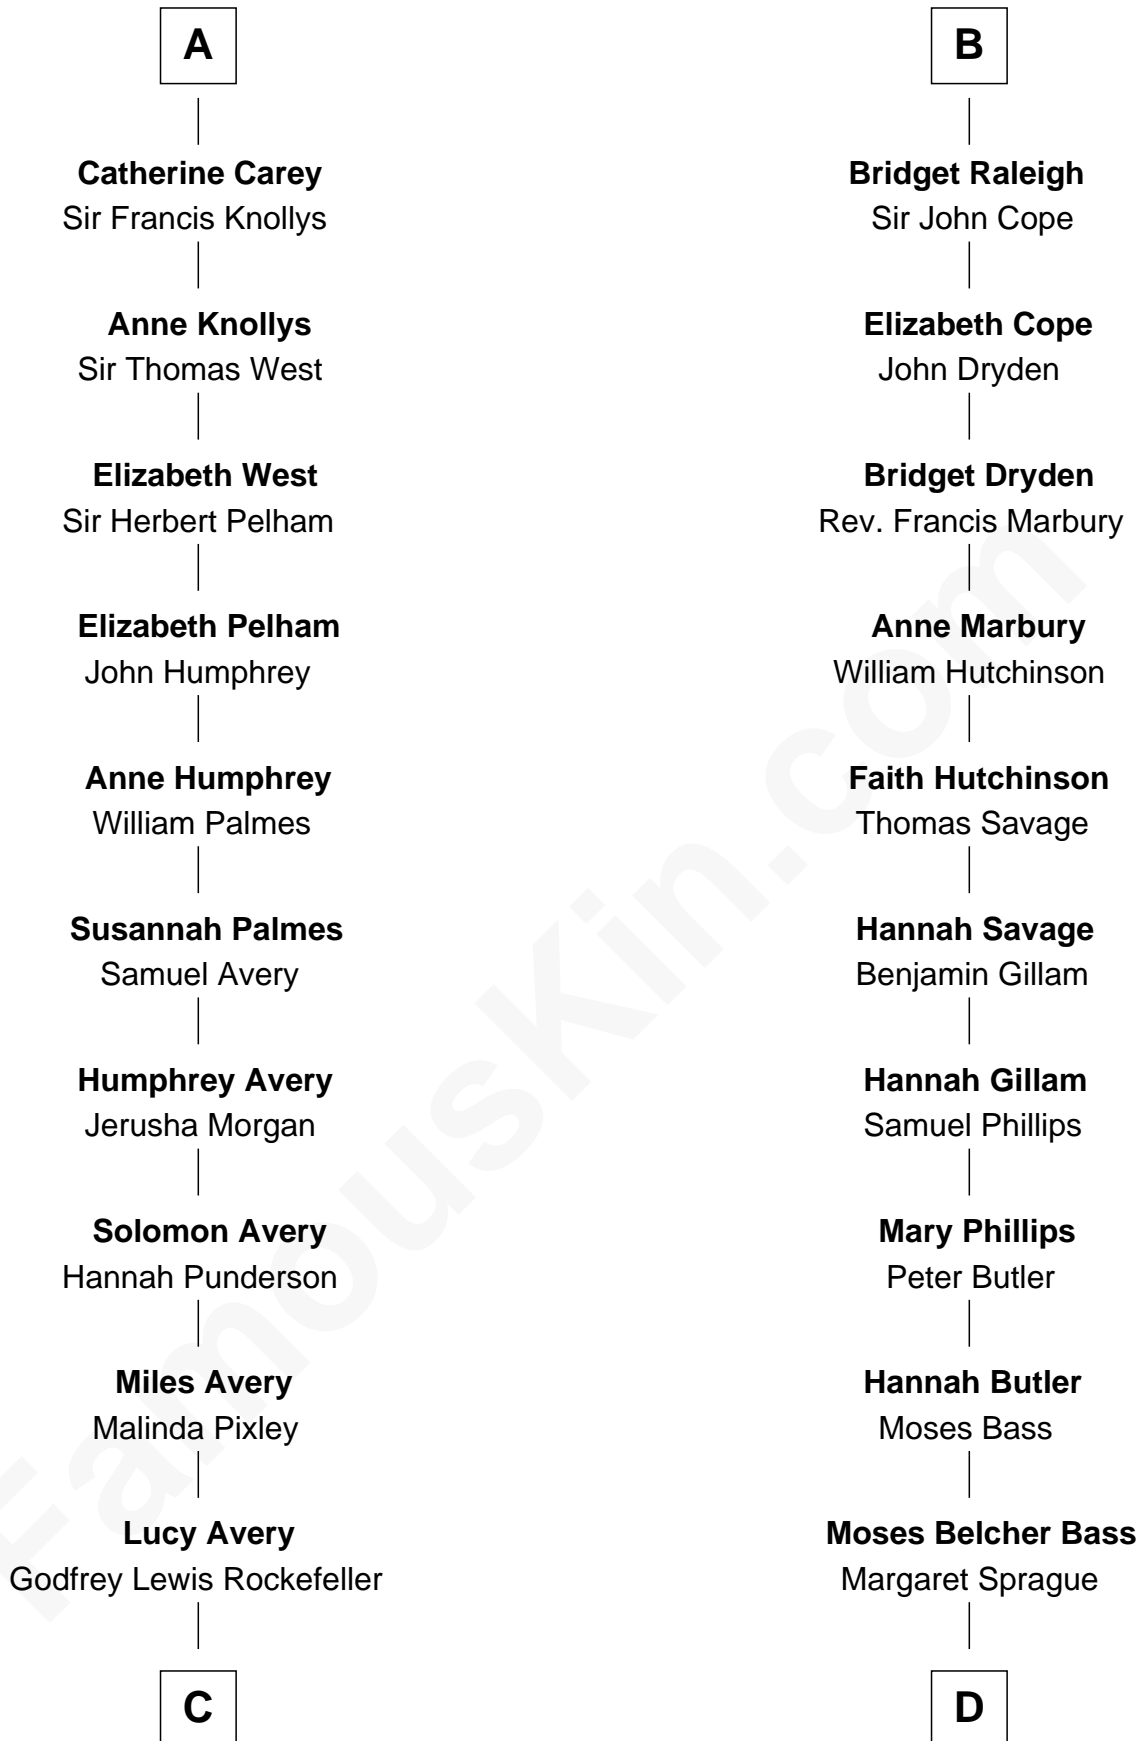 A
Catherine Carey
Sir Francis Knollys
Anne Knollys
Sir Thomas West
Elizabeth West
Sir Herbert Pelham
Elizabeth Pelham
John Humphrey
Anne Humphrey
William Palmes
Susannah Palmes
Samuel Avery
Humphrey Avery
Jerusha Morgan
Solomon Avery
Hannah Punderson
Miles Avery
Malinda Pixley
Lucy Avery
Godfrey Lewis Rockefeller
C
B
Bridget Raleigh
Sir John Cope
Elizabeth Cope
John Dryden
Bridget Dryden
Rev. Francis Marbury
Anne Marbury
William Hutchinson
Faith Hutchinson
Thomas Savage
Hannah Savage
Benjamin Gillam
Hannah Gillam
Samuel Phillips
Mary Phillips
Peter Butler
Hannah Butler
Moses Bass
Moses Belcher Bass
Margaret Sprague
D
FamousKin.com